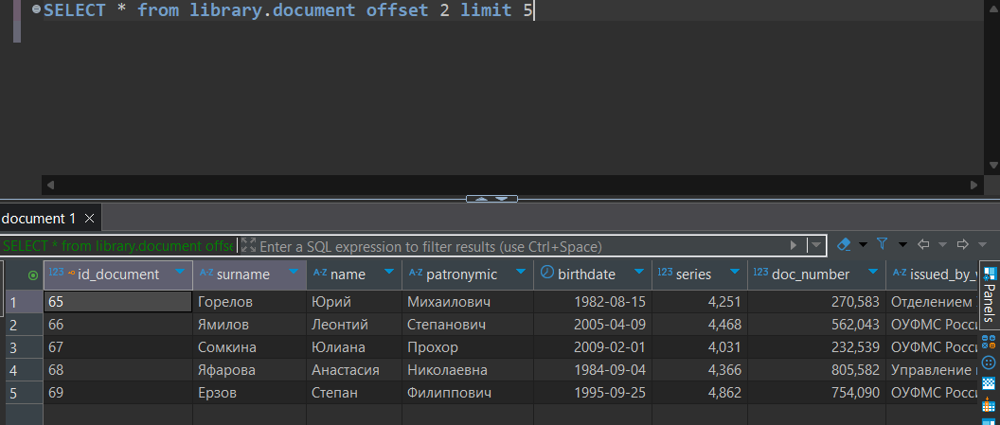 SELECT * from library.document offset 2 limit 5
document 1
SELECT * from library.document offse Enter a SQL expression to filter results (use Ctrl+Space)
123 id_document A-Z surname A-Z name A-Z patronymic birthdate 123 series 123 doc_number A-Z issued_by_
1 65 Горелов Юрий Михаилович 1982-08-15 4,251 270,583 Отделением
2 66 Ямилов Леонтий Степанович 2005-04-09 4,468 562,043 ОУФМС Росси
3 67 Сомкина Юлиана Прохор 2009-02-01 4,031 232,539 ОУФМС Росси
4 68 Яфарова Анастасия Николаевна 1984-09-04 4,366 805,582 Управление
5 69 Ерзов Степан Филиппович 1995-09-25 4,862 754,090 ОУФМС Росси
Panels